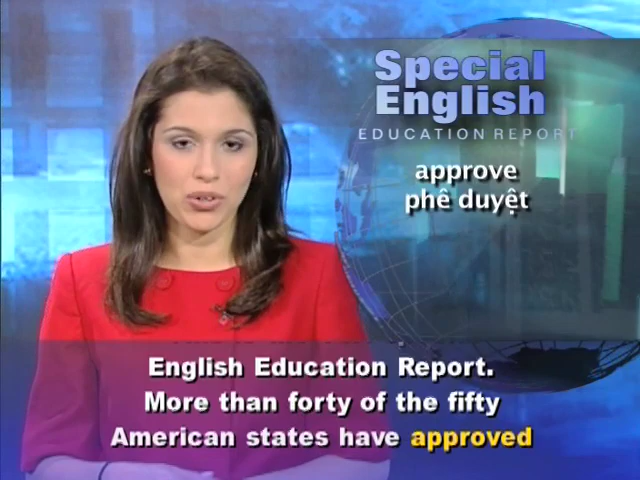 Special
English
EDUCATION REPORT
approve
phê duyệt
English Education Report.
More than forty of the fifty
American states have approved